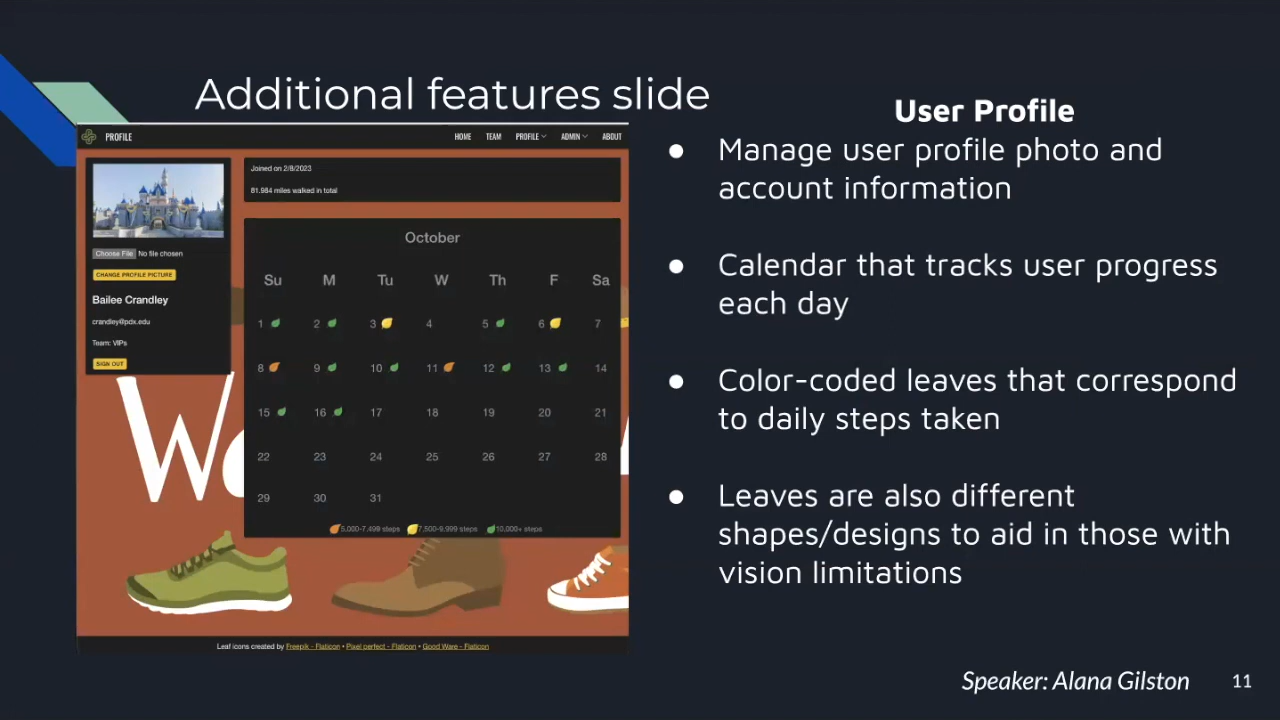 Additional features slide
PROFILE
HOME TEAM PROFILE ADMIN ABOUT
Joined on 2/8/2023
81.984 miles walked in total
Choose File No file chosen
CHANGE PROFILE PICTURE
Bailee Crandley
crandley@pdx.edu
Team: VIPs
SIGN OUT
October
Su M Tu W Th F Sa
1 2 3 4 5 6 7
8 9 10 11 12 13 14
15 16 17 18 19 20 21
22 23 24 25 26 27 28
29 30 31
5,000-7,499 steps 7,500-9,999 steps 10,000+ steps
Leaf icons created by Freepik - Flaticon • Pixel perfect - Flaticon • Good Ware - Flaticon
User Profile
● Manage user profile photo and
account information
● Calendar that tracks user progress
each day
● Color-coded leaves that correspond
to daily steps taken
● Leaves are also different
shapes/designs to aid in those with
vision limitations
Speaker: Alana Gilston 11